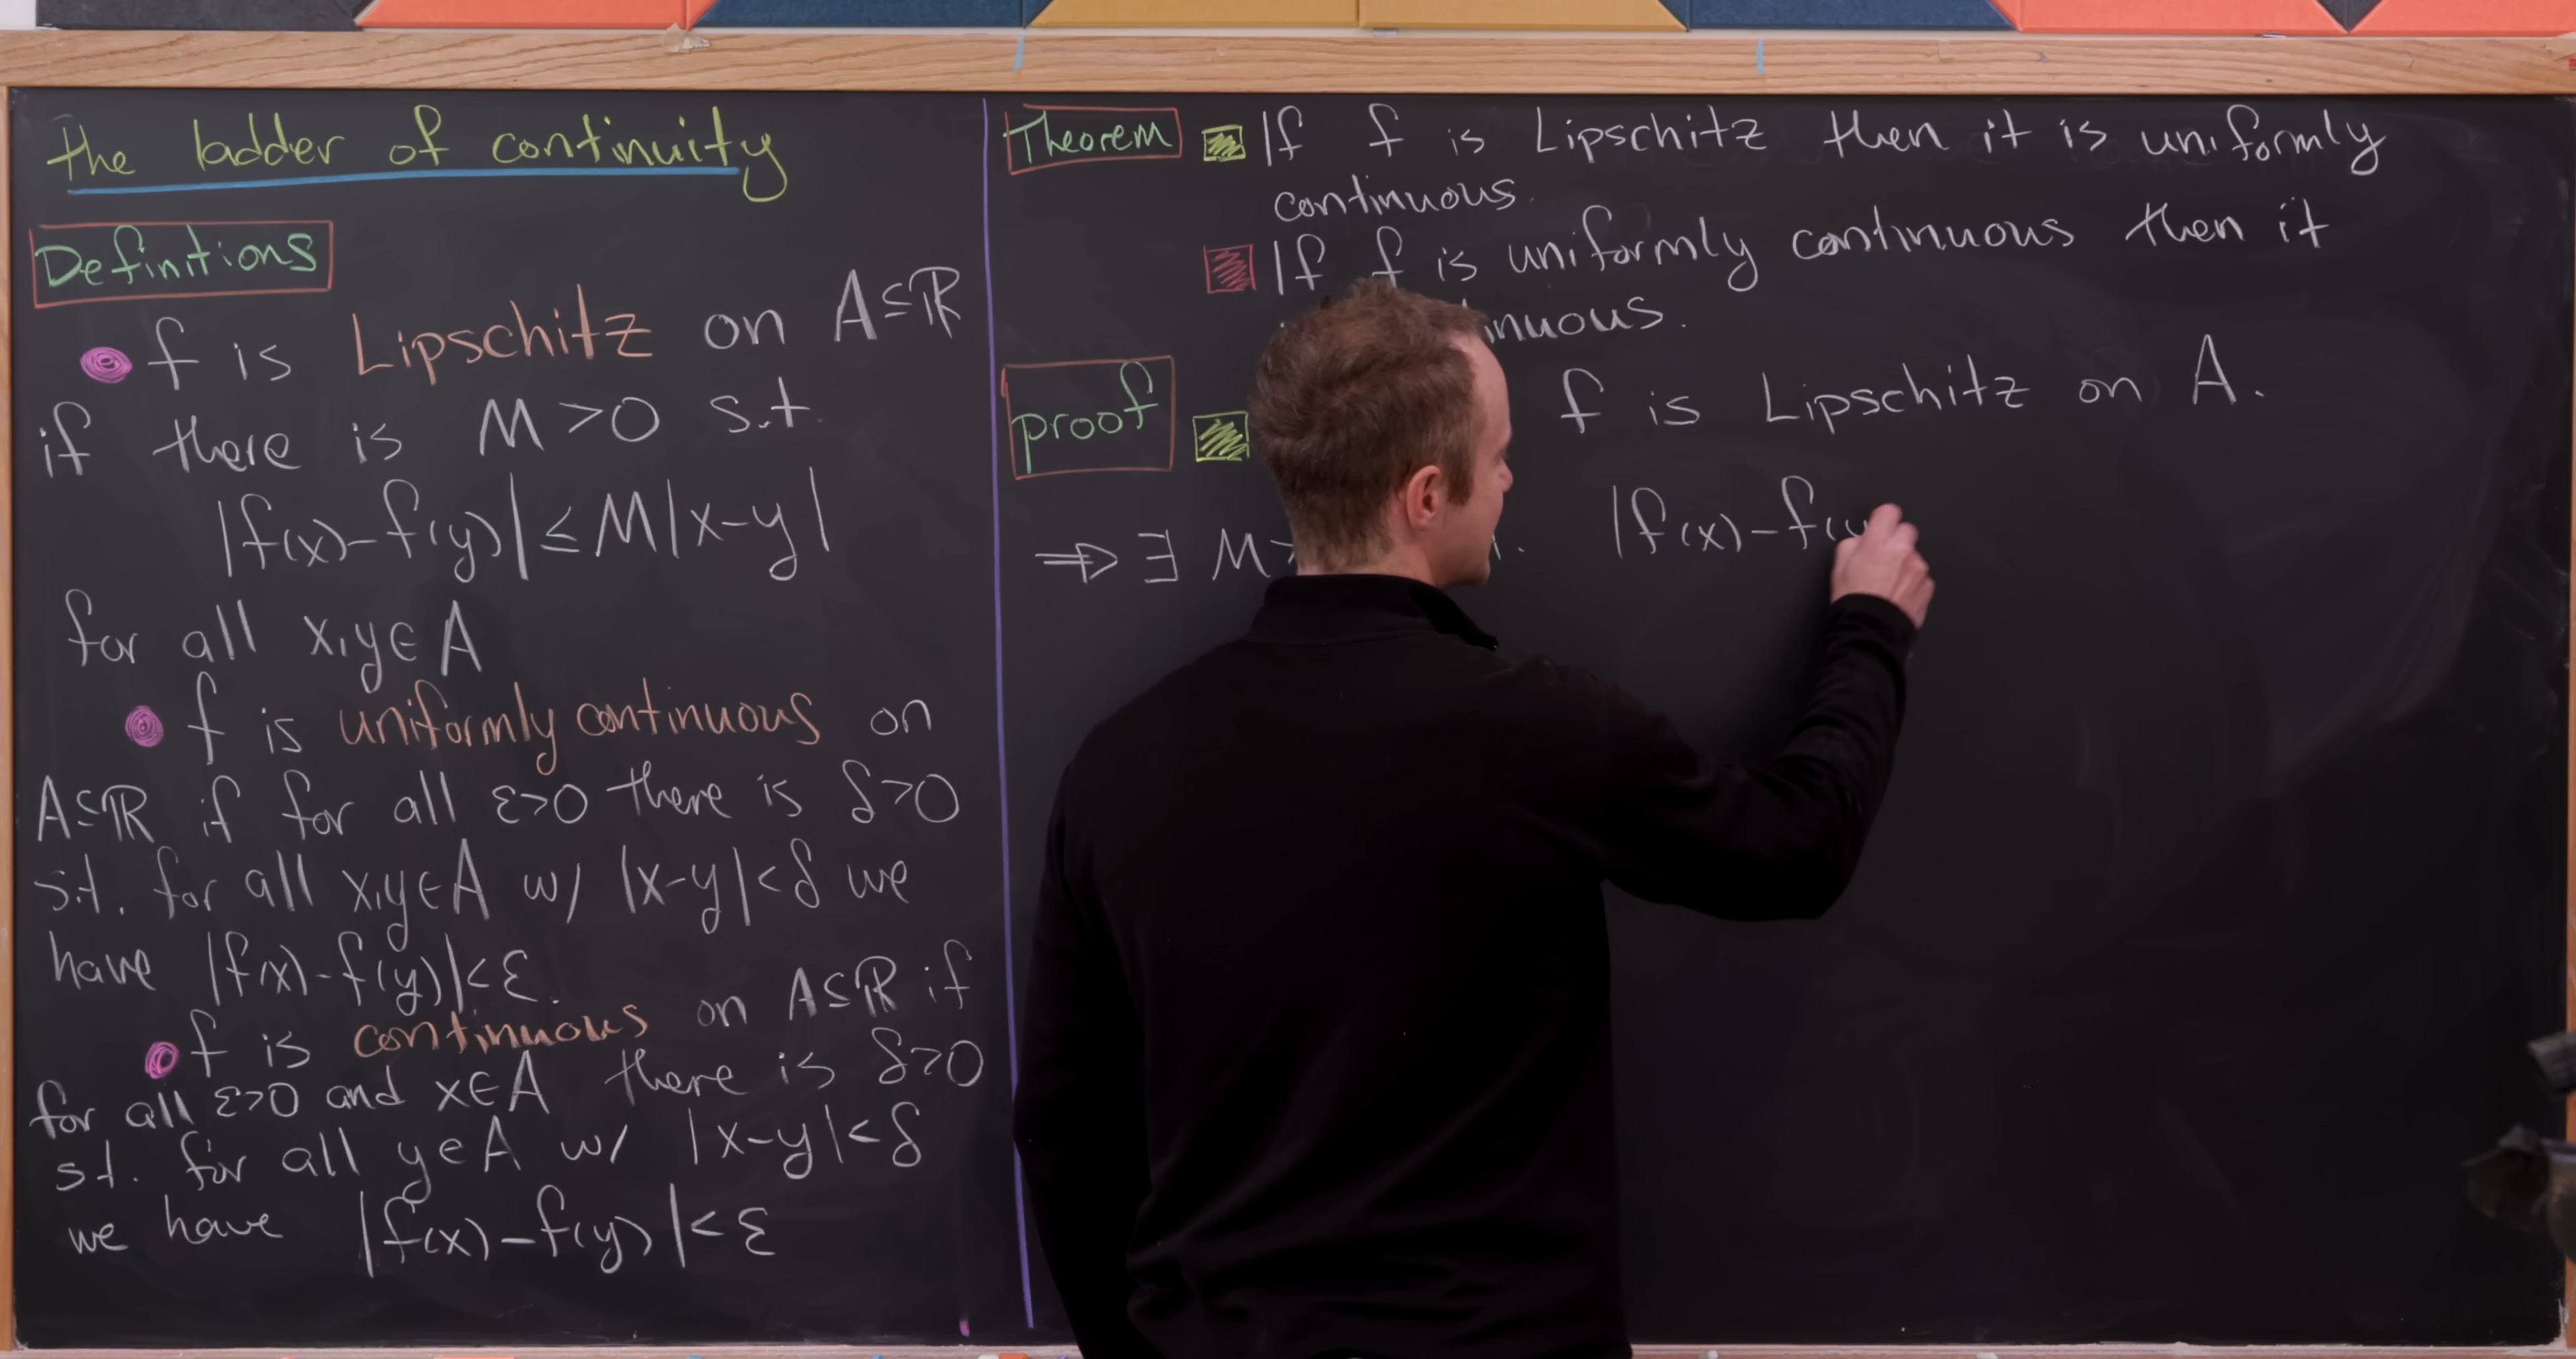 the ladder of continuity
Definitions
f is Lipschitz on A⊆ℝ
if there is M>0 s.t.
|f(x)-f(y)|≤M|x-y|
for all x,y∈A
f is uniformly continuous on
A⊆ℝ if for all ε>0 there is δ>0
s.t. for all x,y∈A w/ |x-y|<δ we
have |f(x)-f(y)|<ε.
f is continuous on A⊆ℝ if
for all ε>0 and x∈A there is δ>0
s.t. for all y∈A w/ |x-y|<δ
we have |f(x)-f(y)|<ε
Theorem If f is Lipschitz then it is uniformly
continuous.
If f is uniformly continuous then it
nuous.
proof f is Lipschitz on A.
⇒ ∃ M> |f(x)-f(y